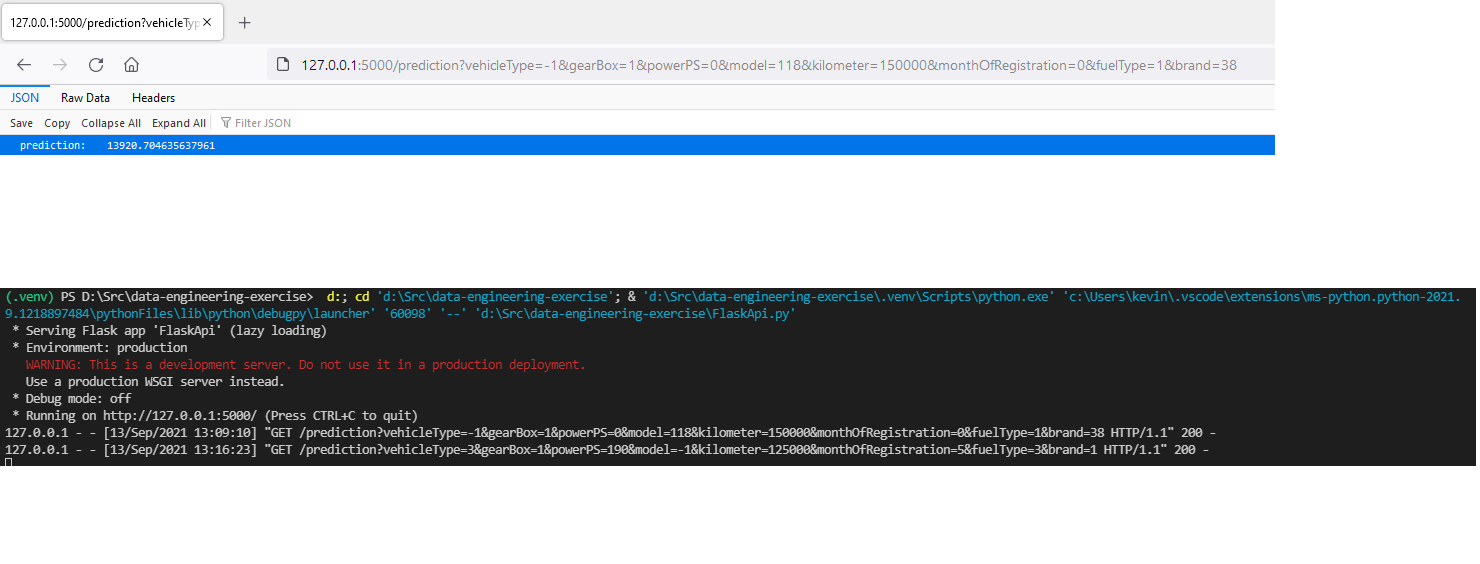 127.0.0.1:5000/prediction?vehicleTyp
127.0.0.1:5000/prediction?vehicleType=-1&gearBox=1&powerPS=0&model=118&kilometer=150000&monthOfRegistration=0&fuelType=1&brand=38
JSON Raw Data Headers
Save Copy Collapse All Expand All Filter JSON
prediction: 13920.704635637961
(.venv) PS D:\Src\data-engineering-exercise> d:; cd 'd:\Src\data-engineering-exercise'; & 'd:\Src\data-engineering-exercise\.venv\Scripts\python.exe' 'c:\Users\kevin\.vscode\extensions\ms-python.python-2021.
9.1218897484\pythonFiles\lib\python\debugpy\launcher' '60098' '--' 'd:\Src\data-engineering-exercise\FlaskApi.py'
* Serving Flask app 'FlaskApi' (lazy loading)
* Environment: production
WARNING: This is a development server. Do not use it in a production deployment.
Use a production WSGI server instead.
* Debug mode: off
* Running on http://127.0.0.1:5000/ (Press CTRL+C to quit)
127.0.0.1 - - [13/Sep/2021 13:09:10] "GET /prediction?vehicleType=-1&gearBox=1&powerPS=0&model=118&kilometer=150000&monthOfRegistration=0&fuelType=1&brand=38 HTTP/1.1" 200 -
127.0.0.1 - - [13/Sep/2021 13:16:23] "GET /prediction?vehicleType=3&gearBox=1&powerPS=190&model=-1&kilometer=125000&monthOfRegistration=5&fuelType=3&brand=1 HTTP/1.1" 200 -